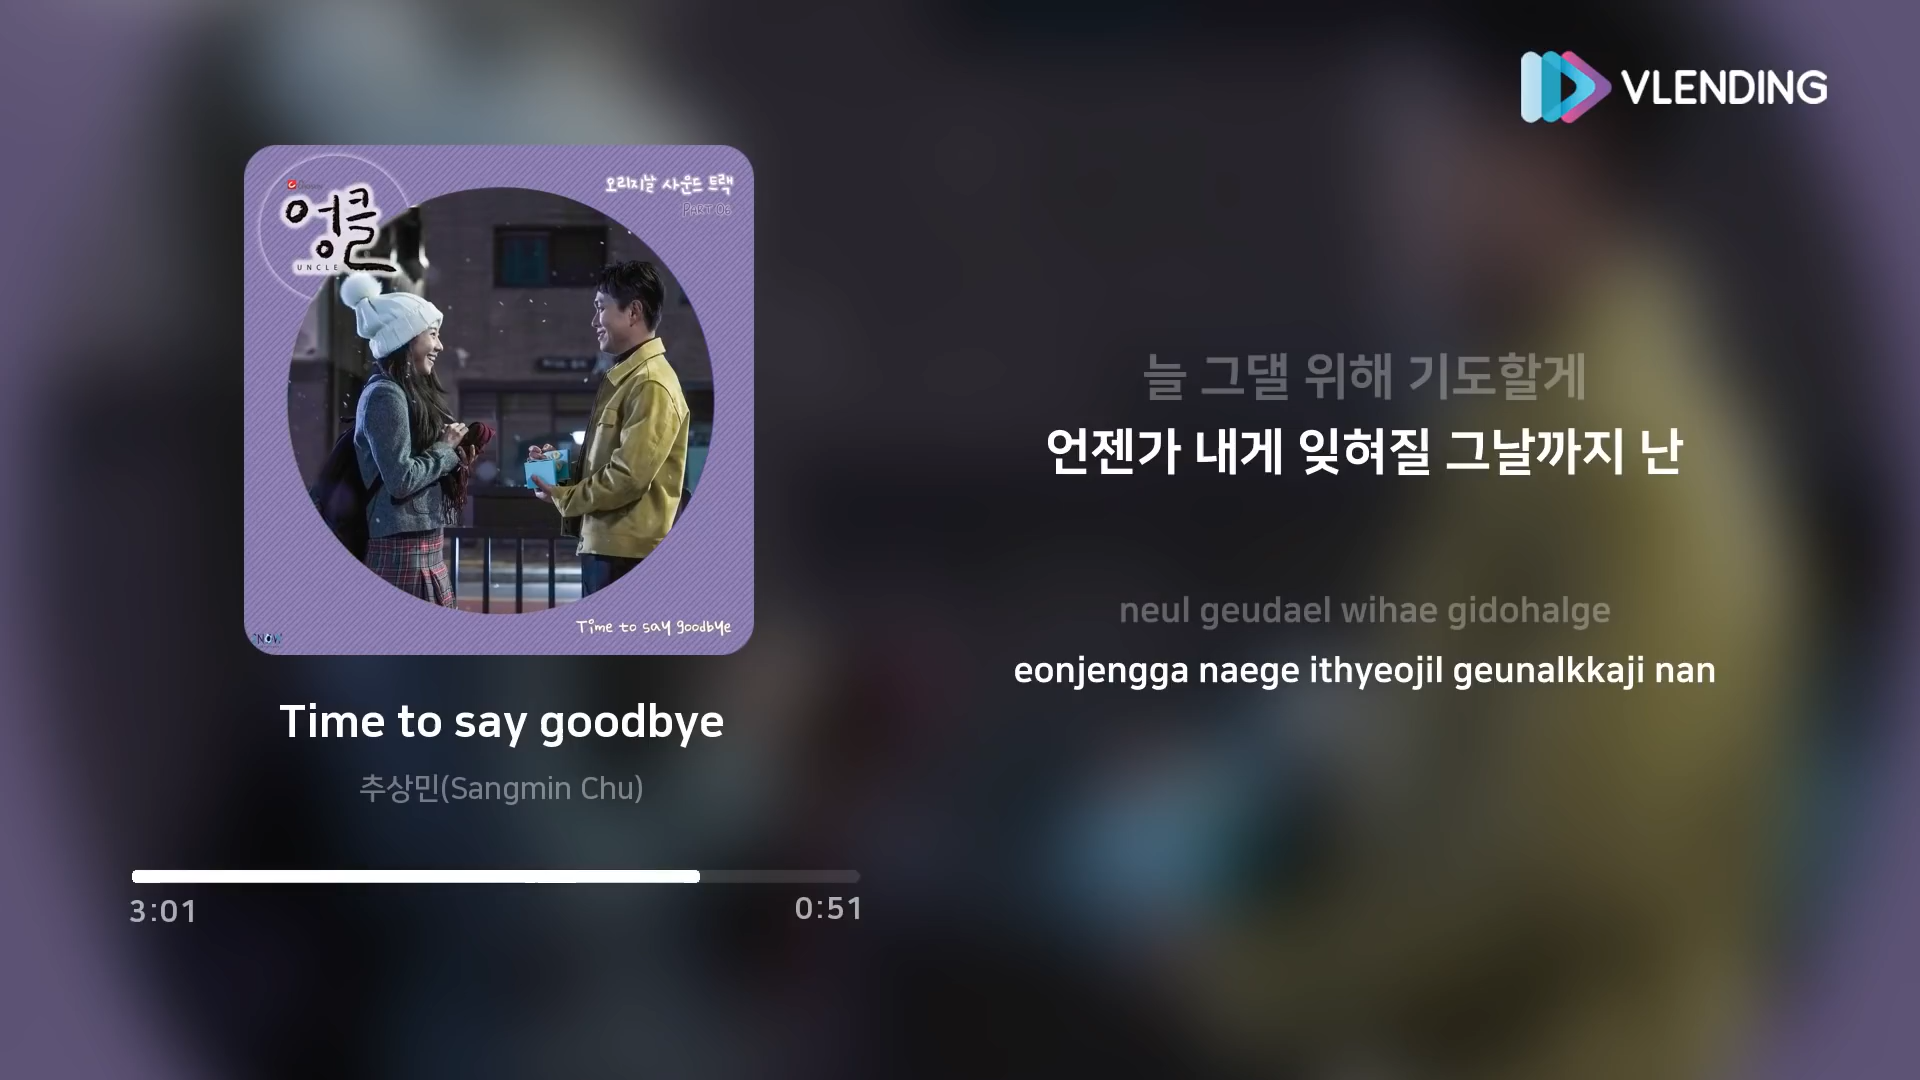 VLENDING
엉클
UNCLE
오리지날 사운드 트랙
PART 06
Time to say goodbye
NOW
Time to say goodbye
추상민(Sangmin Chu)
3:01
0:51
늘 그댈 위해 기도할게
언젠가 내게 잊혀질 그날까지 난
neul geudael wihae gidohalge
eonjengga naege ithyeojil geunalkkaji nan